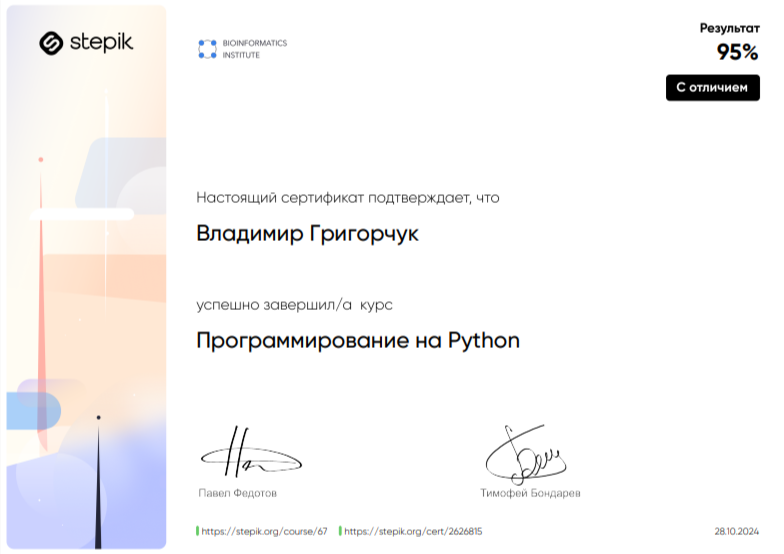 stepik
BIOINFORMATICS
INSTITUTE
Результат
95%
С отличием
Настоящий сертификат подтверждает, что
Владимир Григорчук
успешно завершил/а курс
Программирование на Python
Павел Федотов
Тимофей Бондарев
https://stepik.org/course/67
https://stepik.org/cert/2626815
28.10.2024